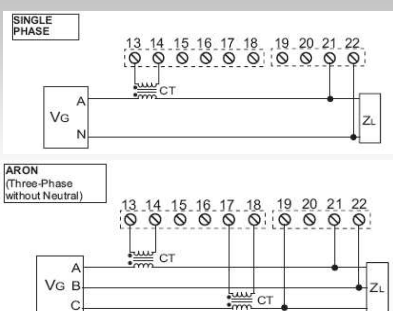 SINGLE
PHASE
13 14 15 16 17 18 19 20 21 22
CT
A
VG
ZL
N
ARON
(Three-Phase
without Neutral)
13 14 15 16 17 18 19 20 21 22
CT
A
VG B
ZL
CT
C